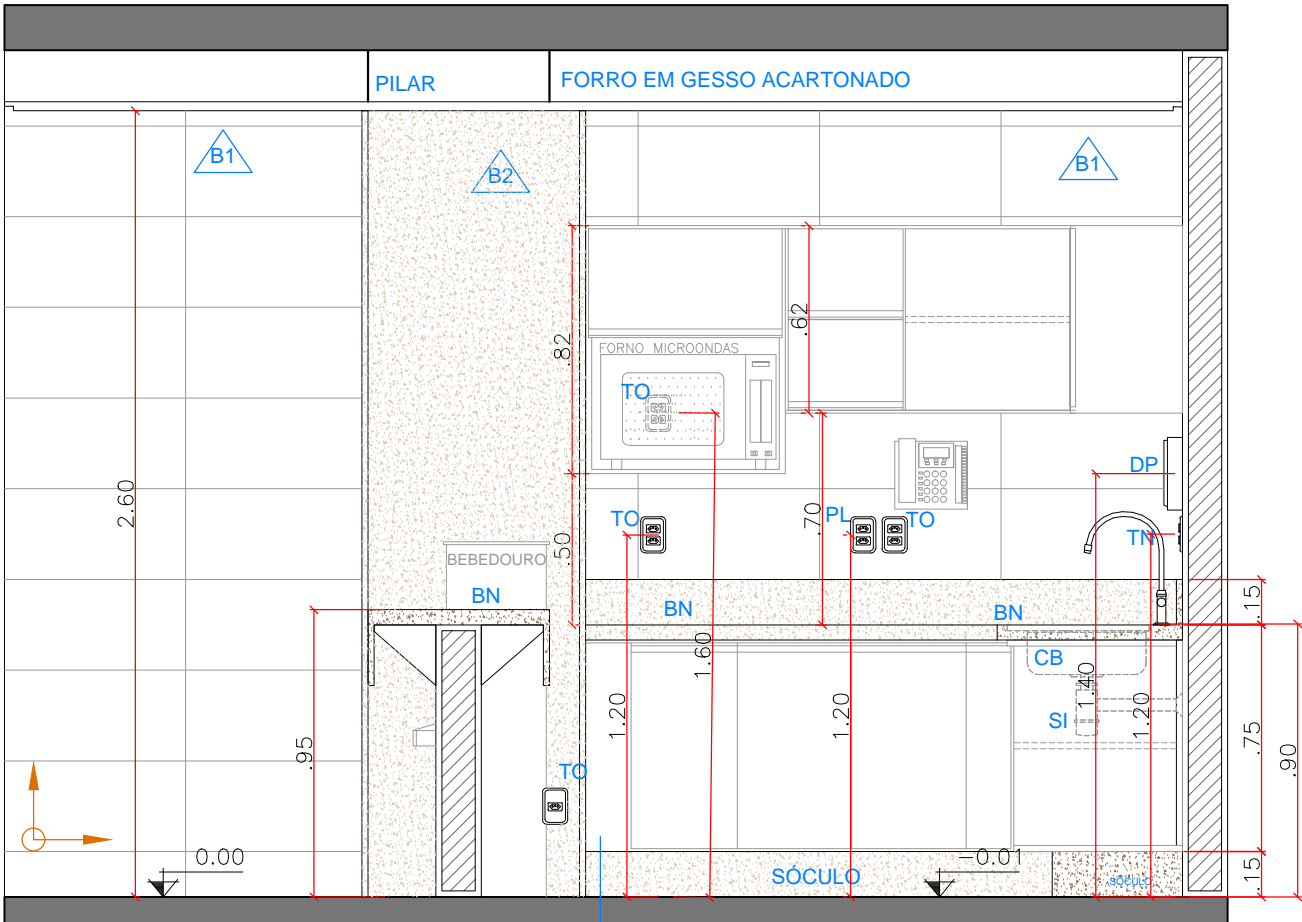 PILAR
FORRO EM GESSO ACARTONADO
B1
B2
B1
.82
.62
FORNO MICROONDAS
TO
2.60
DP
TO
.70
PL
TO
TN
.50
BEBEDOURO
BN
BN
BN
.15
1.60
CB
1.40
1.20
1.20
SI
1.20
.75
.95
.90
TO
0.00
-0.01
SÓCULO
SÓCULO
.15